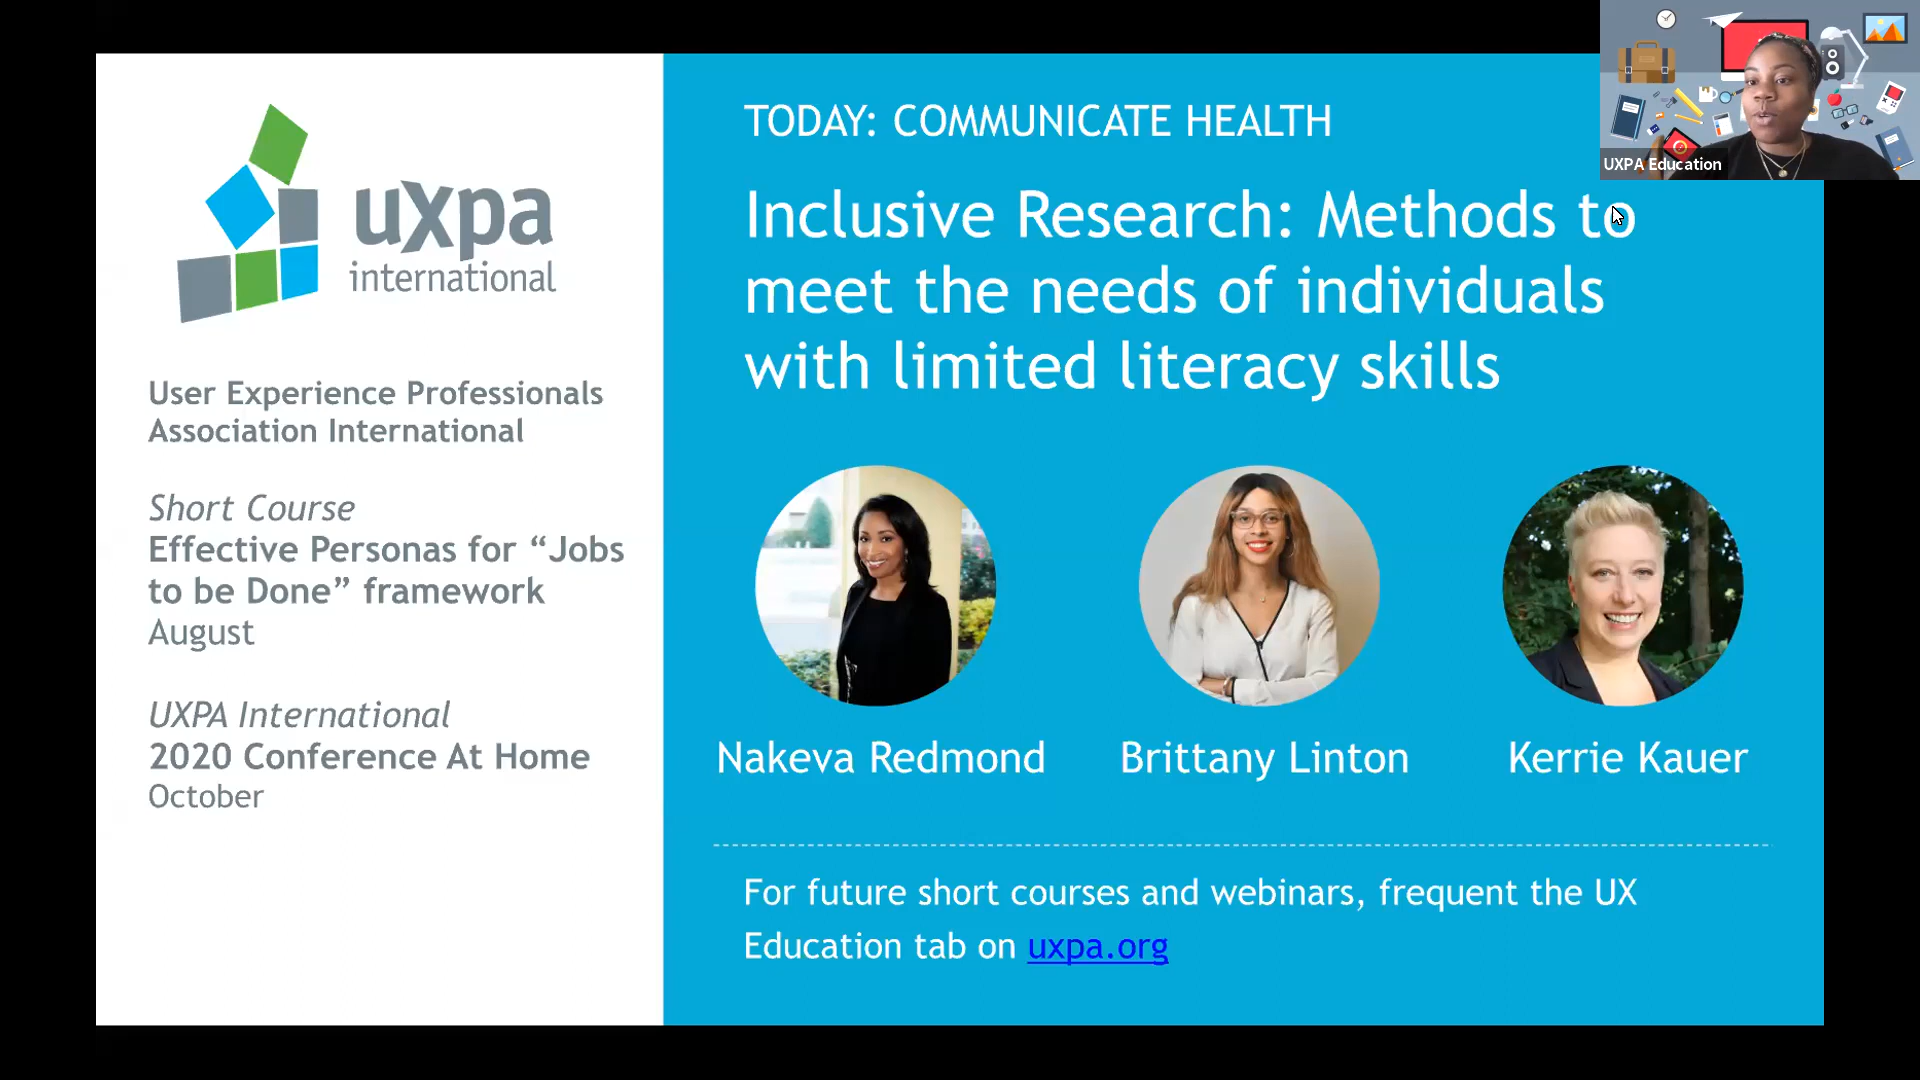 uxpa
international
User Experience Professionals
Association International
Short Course
Effective Personas for “Jobs
to be Done” framework
August
UXPA International
2020 Conference At Home
October
TODAY: COMMUNICATE HEALTH
Inclusive Research: Methods to
meet the needs of individuals
with limited literacy skills
Nakeva Redmond
Brittany Linton
Kerrie Kauer
For future short courses and webinars, frequent the UX
Education tab on uxpa.org
UXPA Education